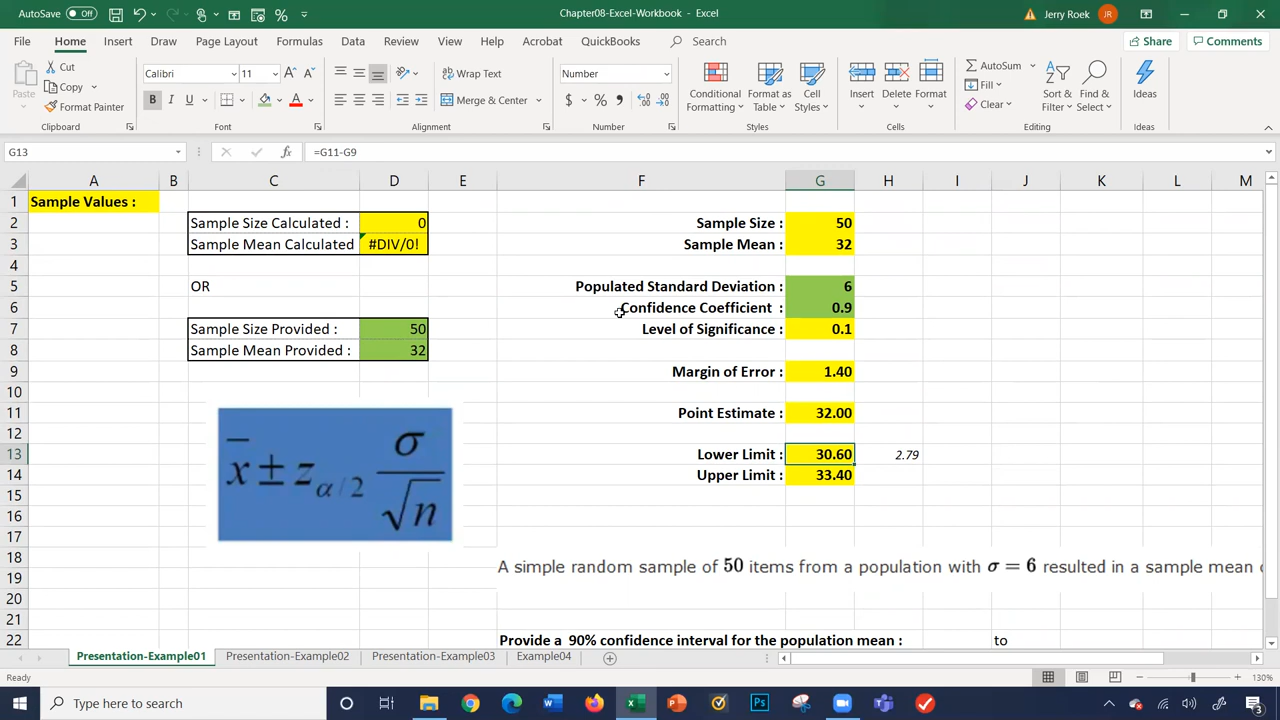 AutoSave Off Chapter08-Excel-Workbook - Excel Jerry Roek JR
File Home Insert Draw Page Layout Formulas Data Review View Help Acrobat QuickBooks Search Share Comments
Paste Cut Copy Format Painter Clipboard
Calibri 11 B I U Font
Wrap Text Merge & Center Alignment
Number $ % Number
Conditional Formatting Format as Table Cell Styles Styles
Insert Delete Format Cells
AutoSum Fill Clear Sort & Filter Find & Select Editing
Ideas Ideas
G13 fx =G11-G9
A B C D E F G H I J K L M
1 Sample Values :
2 Sample Size Calculated : 0 Sample Size : 50
3 Sample Mean Calculated #DIV/0! Sample Mean : 32
4
5 OR Populated Standard Deviation : 6
6 Confidence Coefficient : 0.9
7 Sample Size Provided : 50 Level of Significance : 0.1
8 Sample Mean Provided : 32
9 Margin of Error : 1.40
10
11 Point Estimate : 32.00
12
13 Lower Limit : 30.60 2.79
14 Upper Limit : 33.40
x̄ ± z α/2 σ/√n
15
16
17
18 A simple random sample of 50 items from a population with σ = 6 resulted in a sample mean
19
20
21
22 Provide a 90% confidence interval for the population mean : to
Presentation-Example01 Presentation-Example02 Presentation-Example03 Example04
Ready 130%
Type here to search 3